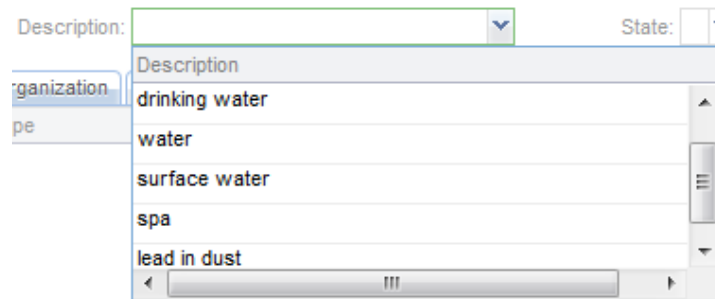 Description: State:
Description
rganization
drinking water
pe
water
surface water
spa
lead in dust